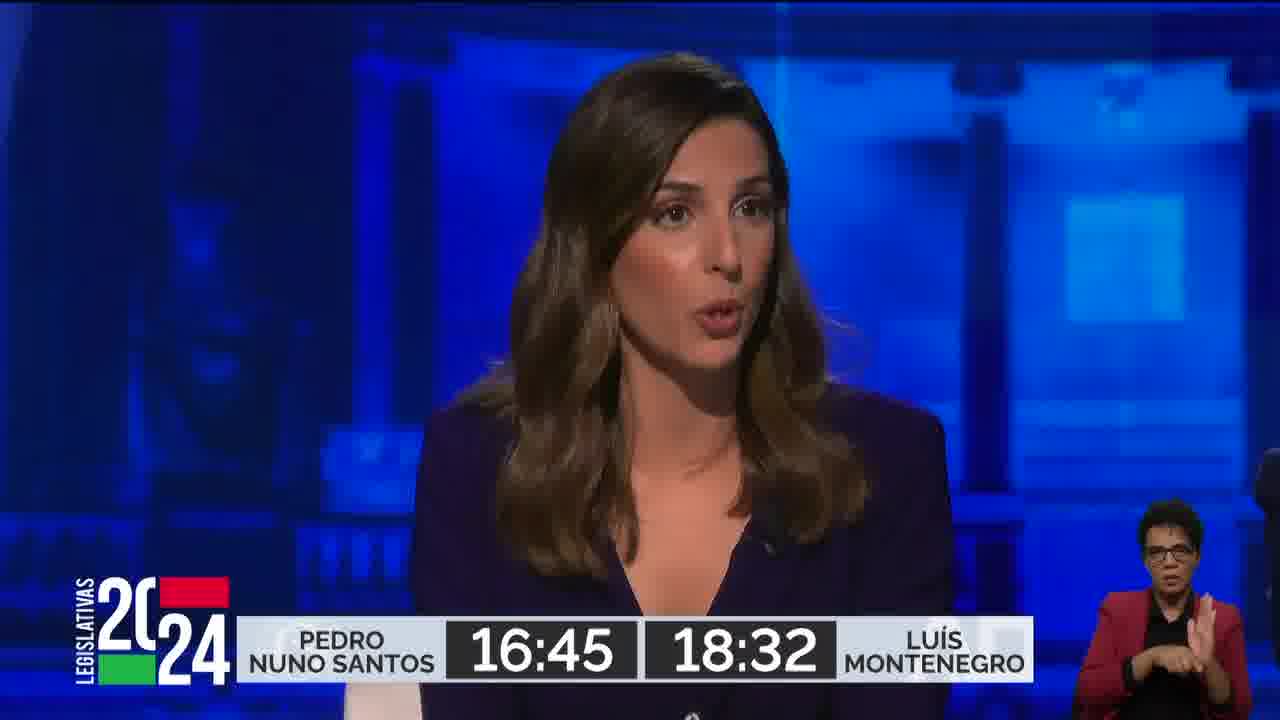 LEGISLATIVAS
2024
PEDRO
NUNO SANTOS
16:45
18:32
LUÍS
MONTENEGRO